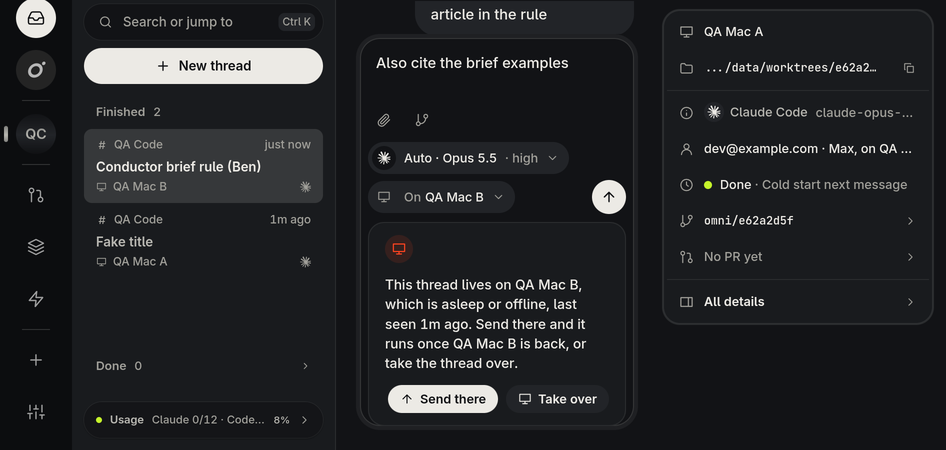 Search or jump to
Ctrl K
New thread
QC
Finished 2
# QA Code
just now
Conductor brief rule (Ben)
QA Mac B
# QA Code
1m ago
Fake title
QA Mac A
Done 0
Usage Claude 0/12 · Code... 8%
article in the rule
Also cite the brief examples
Auto · Opus 5.5 · high
On QA Mac B
This thread lives on QA Mac B,
which is asleep or offline, last
seen 1m ago. Send there and it
runs once QA Mac B is back, or
take the thread over.
Send there
Take over
QA Mac A
.../data/worktrees/e62a2…
Claude Code claude-opus-...
dev@example.com · Max, on QA ...
Done · Cold start next message
omni/e62a2d5f
No PR yet
All details